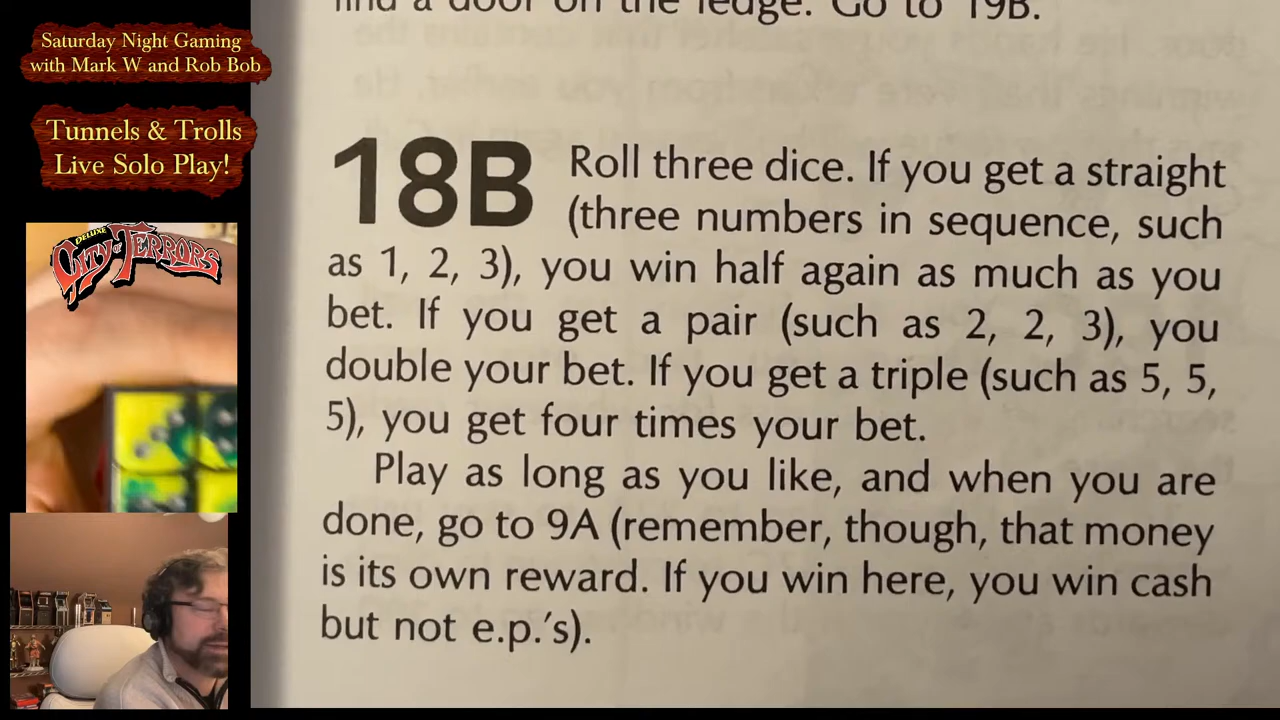 Saturday Night Gaming
with Mark W and Rob Bob
Tunnels & Trolls
Live Solo Play!
DELUXE
CITY OF TERRORS
find a door on the ledge. Go to 19B.
18B Roll three dice. If you get a straight
(three numbers in sequence, such
as 1, 2, 3), you win half again as much as you
bet. If you get a pair (such as 2, 2, 3), you
double your bet. If you get a triple (such as 5, 5,
5), you get four times your bet.
Play as long as you like, and when you are
done, go to 9A (remember, though, that money
is its own reward. If you win here, you win cash
but not e.p.'s).